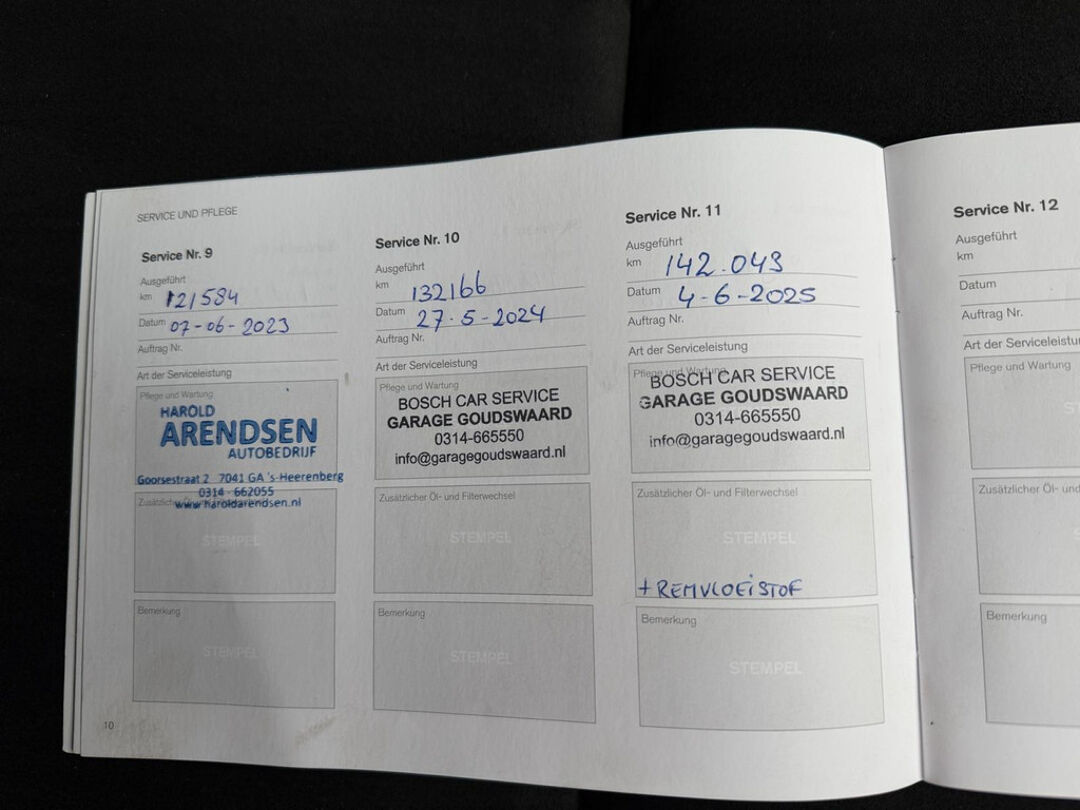 SERVICE UND PFLEGE
Service Nr. 9
Ausgeführt
km 121584
Datum 07-06-2023
Auftrag Nr.
Art der Serviceleistung
Pflege und Wartung
HAROLD
ARENDSEN
AUTOBEDRIJF
Goorsestraat 2 7041 GA 's-Heerenberg
0314 - 662055
www.haroldarendsen.nl
STEMPEL
Bemerkung
STEMPEL
10
Service Nr. 10
Ausgeführt
km 132166
Datum 27-5-2024
Auftrag Nr.
Art der Serviceleistung
Pflege und Wartung
BOSCH CAR SERVICE
GARAGE GOUDSWAARD
0314-665550
info@garagegoudswaard.nl
Zusätzlicher Öl- und Filterwechsel
STEMPEL
Bemerkung
STEMPEL
Service Nr. 11
Ausgeführt
km 142.043
Datum 4-6-2025
Auftrag Nr.
Art der Serviceleistung
Pflege und Wartung
BOSCH CAR SERVICE
GARAGE GOUDSWAARD
0314-665550
info@garagegoudswaard.nl
Zusätzlicher Öl- und Filterwechsel
STEMPEL
+ REMVLOEISTOF
Bemerkung
STEMPEL
Service Nr. 12
Ausgeführt
km
Datum
Auftrag Nr.
Art der
Pflege und Wartung
Zusätzlicher Öl- und
Bemerkung